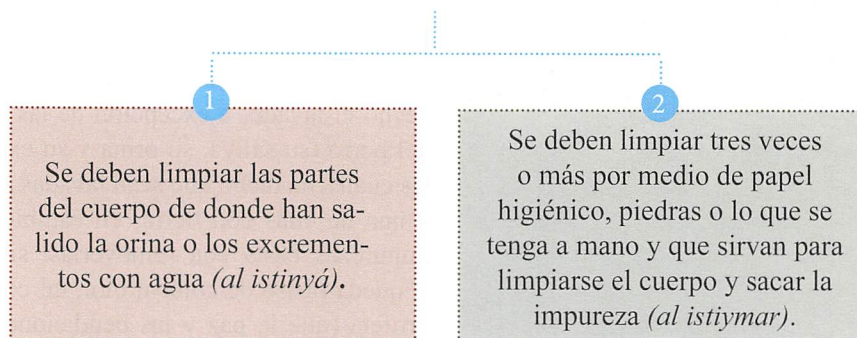 1
Se deben limpiar las partes
del cuerpo de donde han sa-
lido la orina o los excremen-
tos con agua (al istinyá).
2
Se deben limpiar tres veces
o más por medio de papel
higiénico, piedras o lo que se
tenga a mano y que sirvan para
limpiarse el cuerpo y sacar la
impureza (al istiymar).